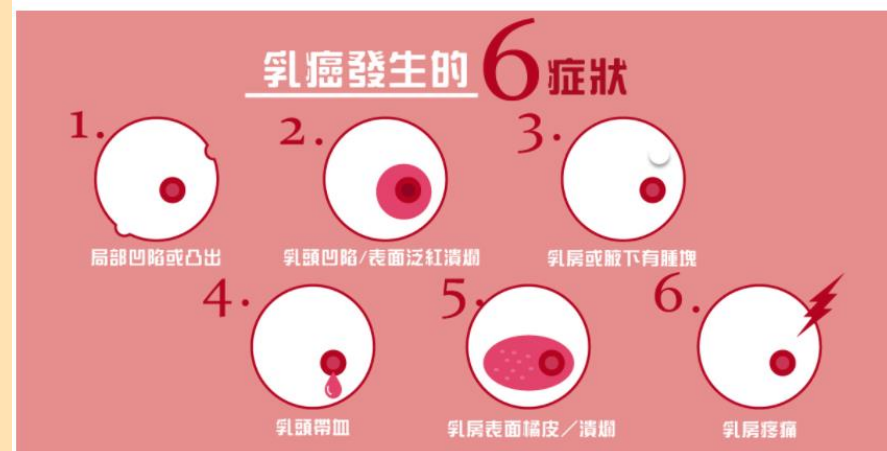 乳癌發生的6症狀
1.
局部凹陷或凸出
2.
乳頭凹陷/表面泛紅潰爛
3.
乳房或腋下有腫塊
4.
乳頭帶血
5.
乳房表面橘皮/潰爛
6.
乳房疼痛